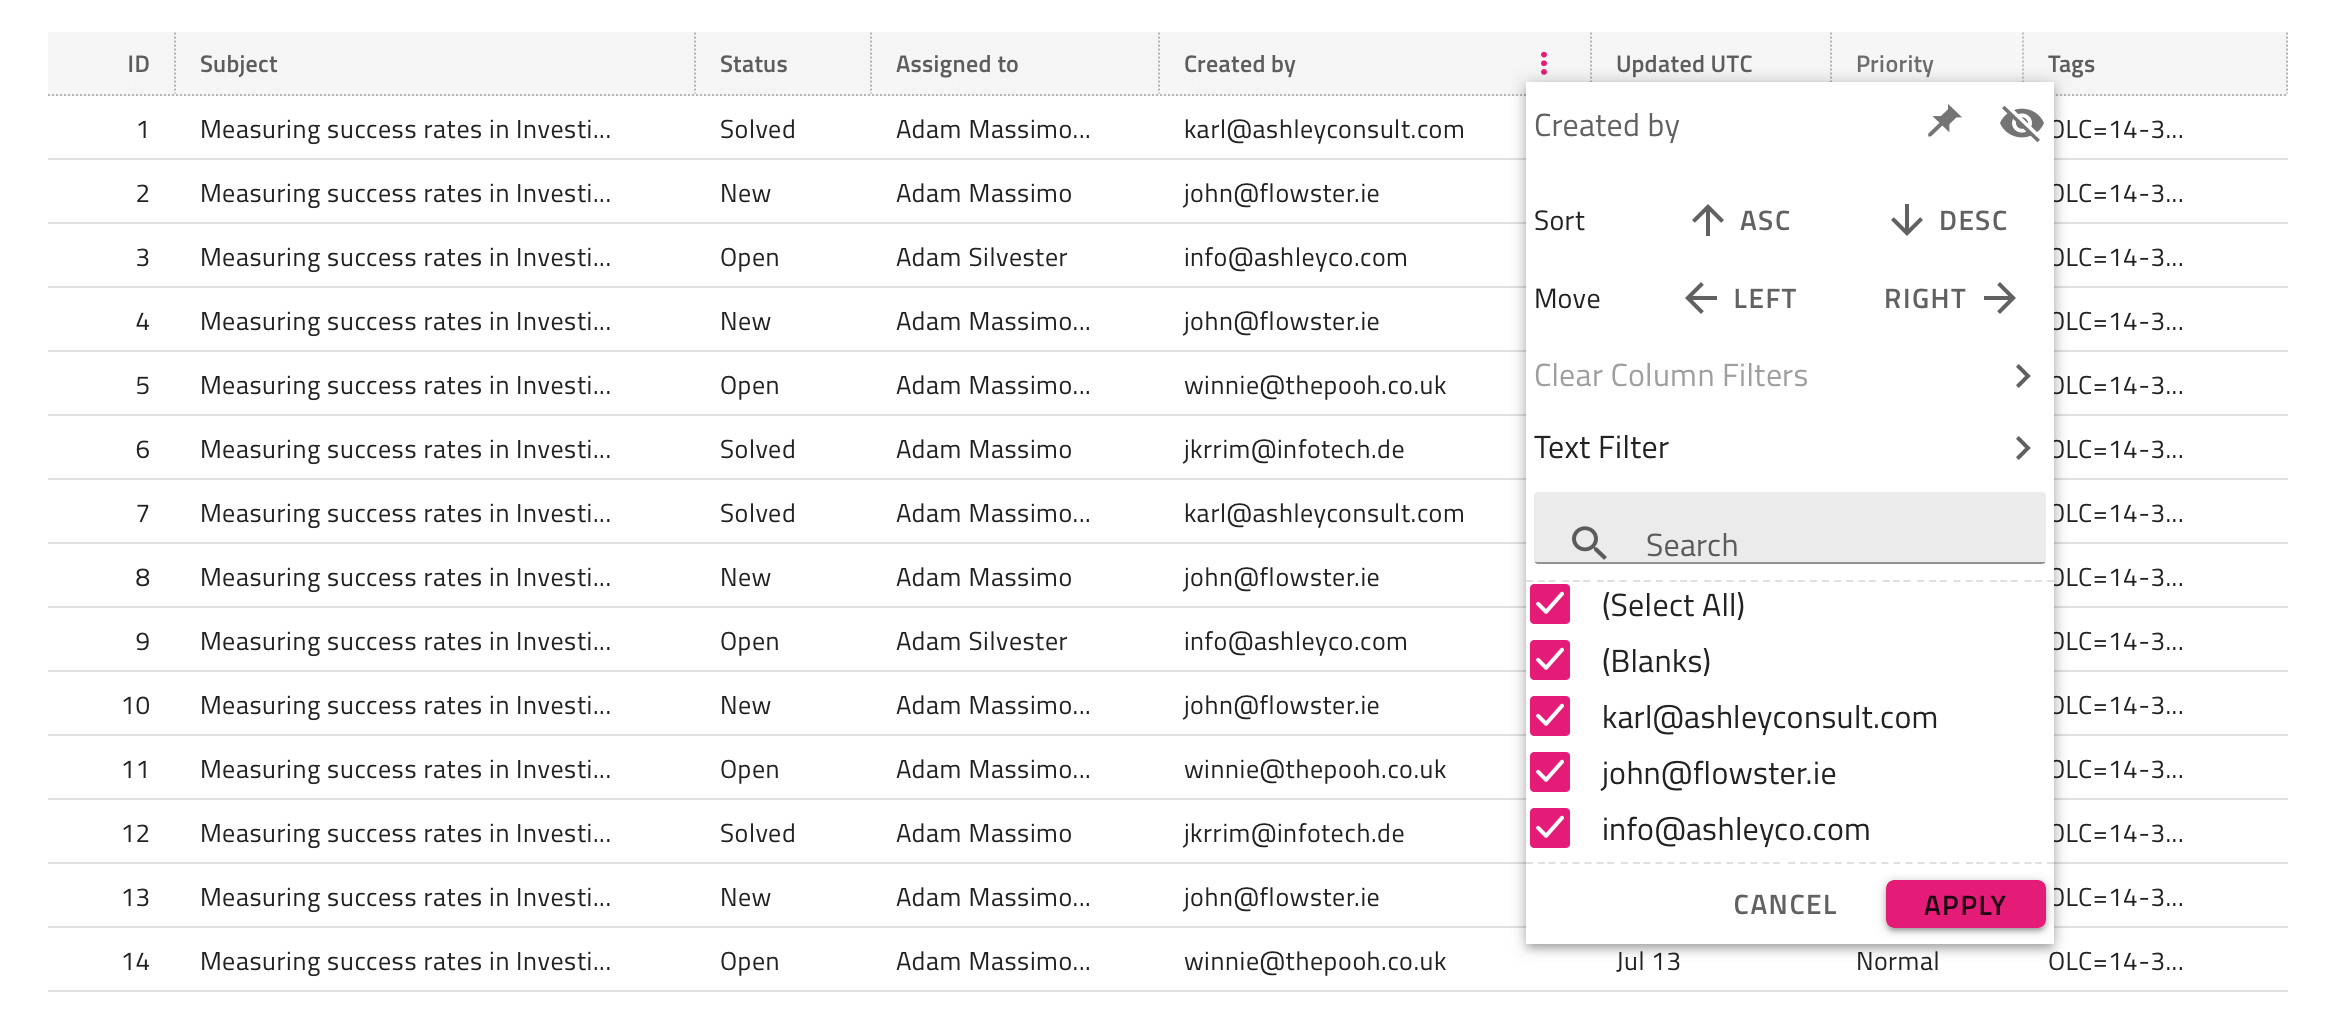 ID Subject Status Assigned to Created by Updated UTC Priority Tags
1 Measuring success rates in Investi... Solved Adam Massimo... karl@ashleyconsult.com OLC=14-3...
2 Measuring success rates in Investi... New Adam Massimo john@flowster.ie OLC=14-3...
3 Measuring success rates in Investi... Open Adam Silvester info@ashleyco.com OLC=14-3...
4 Measuring success rates in Investi... New Adam Massimo... john@flowster.ie OLC=14-3...
5 Measuring success rates in Investi... Open Adam Massimo... winnie@thepooh.co.uk OLC=14-3...
6 Measuring success rates in Investi... Solved Adam Massimo jkrrim@infotech.de OLC=14-3...
7 Measuring success rates in Investi... Solved Adam Massimo... karl@ashleyconsult.com OLC=14-3...
8 Measuring success rates in Investi... New Adam Massimo john@flowster.ie OLC=14-3...
9 Measuring success rates in Investi... Open Adam Silvester info@ashleyco.com OLC=14-3...
10 Measuring success rates in Investi... New Adam Massimo... john@flowster.ie OLC=14-3...
11 Measuring success rates in Investi... Open Adam Massimo... winnie@thepooh.co.uk OLC=14-3...
12 Measuring success rates in Investi... Solved Adam Massimo jkrrim@infotech.de OLC=14-3...
13 Measuring success rates in Investi... New Adam Massimo... john@flowster.ie OLC=14-3...
14 Measuring success rates in Investi... Open Adam Massimo... winnie@thepooh.co.uk Jul 13 Normal OLC=14-3...
Created by
Sort ASC DESC
Move LEFT RIGHT
Clear Column Filters
Text Filter
Search
(Select All)
(Blanks)
karl@ashleyconsult.com
john@flowster.ie
info@ashleyco.com
CANCEL APPLY